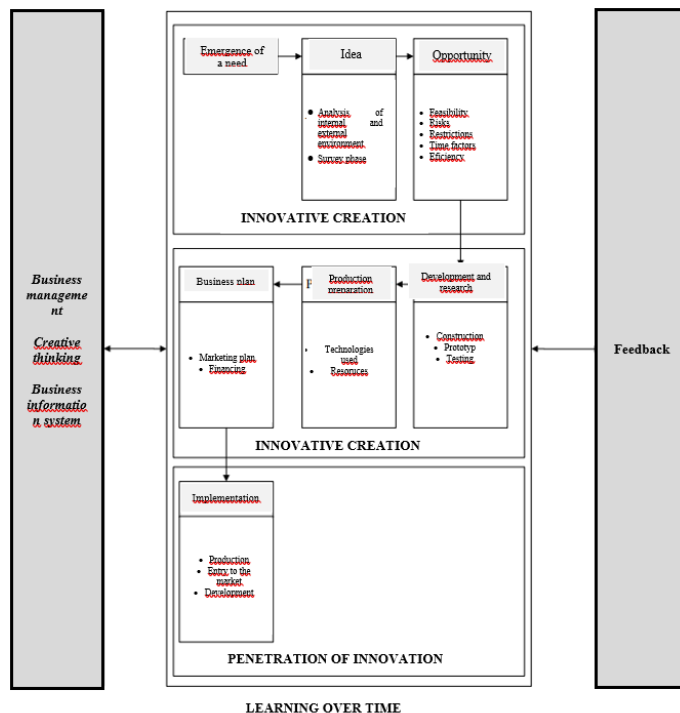 Emergence of
a need
Idea
Opportunity
• Analysis of
internal and
external
environment
• Survey phase
• Feasibility
• Risks
• Restrictions
• Time factors
• Eficiency
INNOVATIVE CREATION
Business plan
P
Production
preparation
Development and
research
• Marketing plan
• Financing
• Technologies
used
• Resoruces
• Construction
• Prototyp
• Testing
INNOVATIVE CREATION
Implementation
• Production
• Entry to the
market
• Development
PENETRATION OF INNOVATION
Business
manageme
nt
Creative
thinking
Business
informatio
n system
Feedback
LEARNING OVER TIME